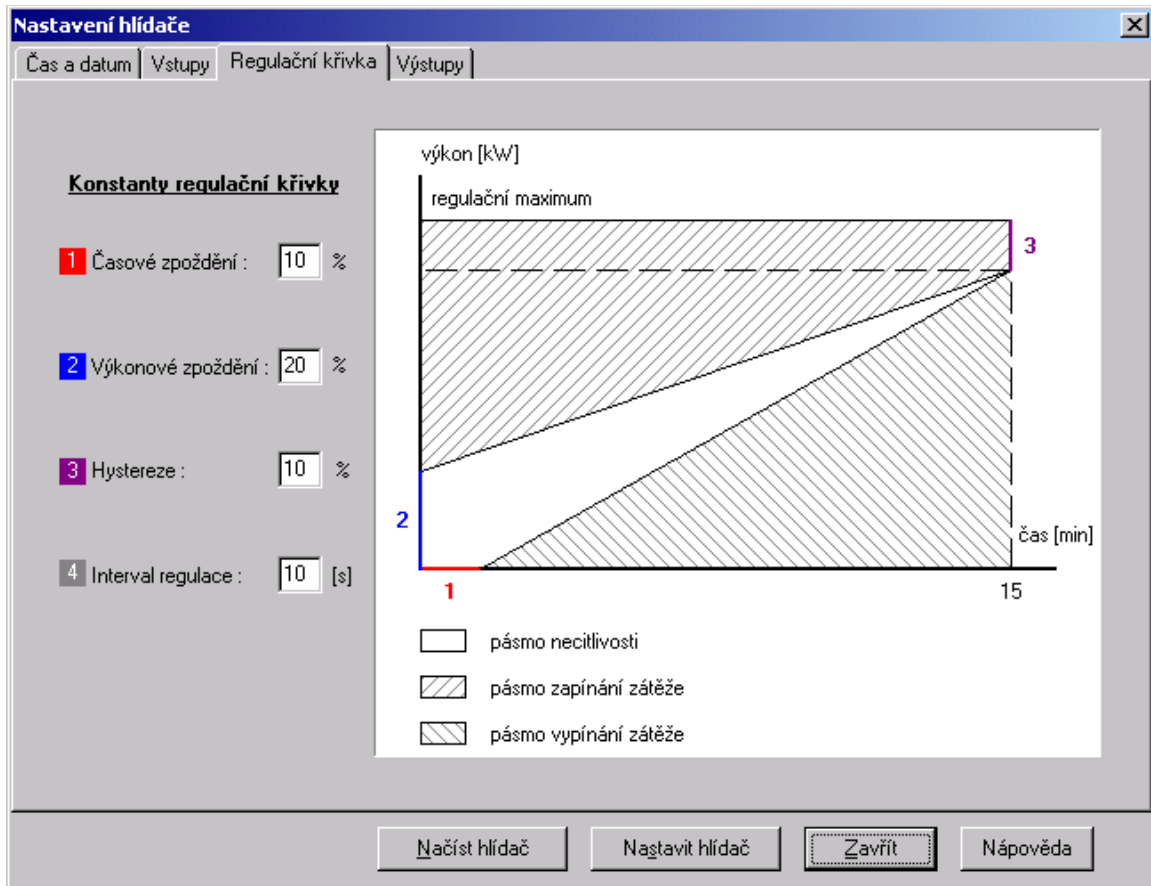 Nastavení hlídače
Čas a datum Vstupy Regulační křivka Výstupy
Konstanty regulační křivky
1 Časové zpoždění : 10 %
2 Výkonové zpoždění : 20 %
3 Hystereze : 10 %
4 Interval regulace : 10 [s]
výkon [kW]
regulační maximum
3
2
čas [min]
1
15
pásmo necitlivosti
pásmo zapínání zátěže
pásmo vypínání zátěže
Načíst hlídač Nastavit hlídač Zavřít Nápověda